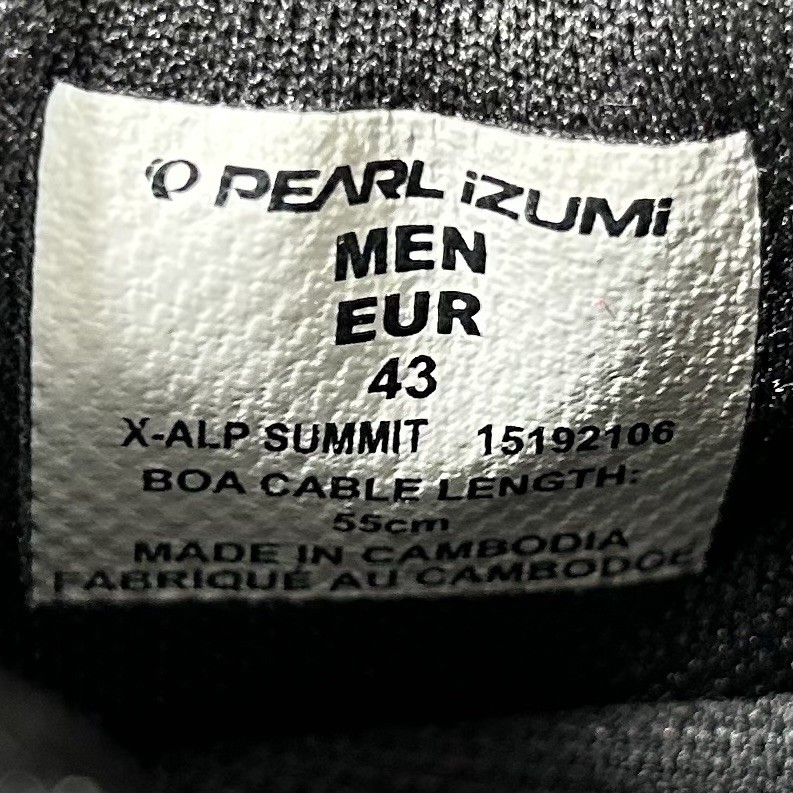 PEARL iZUMi
MEN
EUR
43
X-ALP SUMMIT 15192106
BOA CABLE LENGTH:
55cm
MADE IN CAMBODIA
FABRIQUÉ AU CAMBODGE